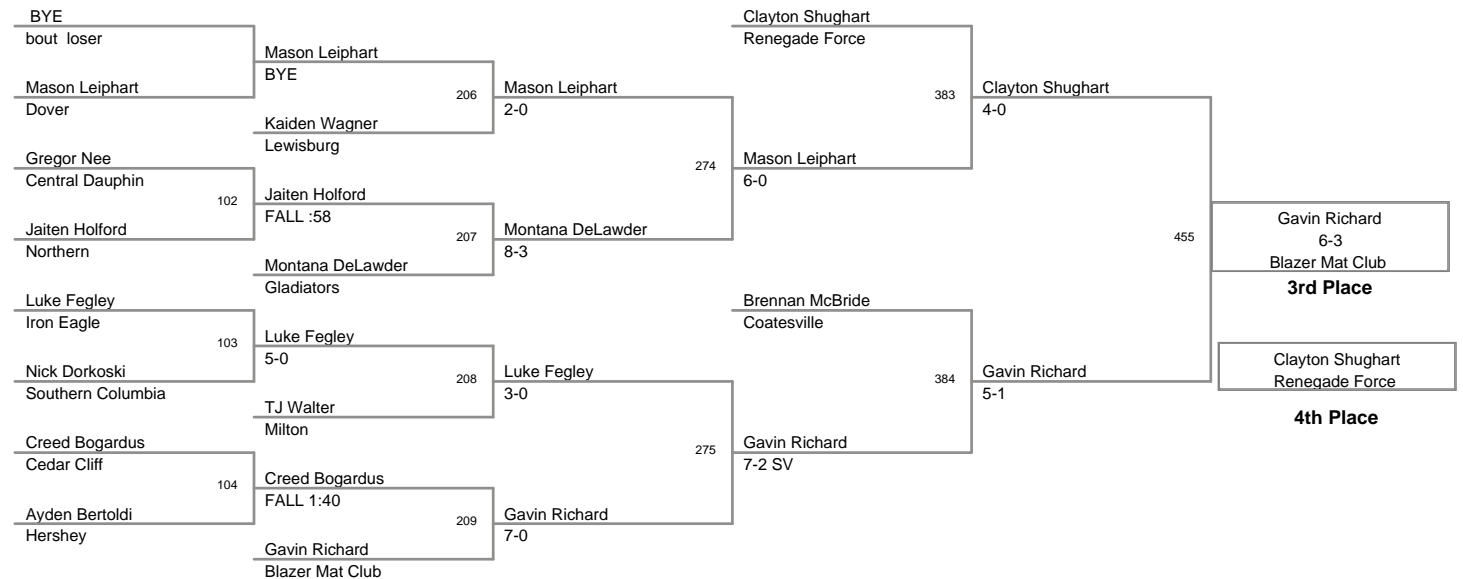 BYE
bout loser
Mason Leiphart
Dover
Gregor Nee
Central Dauphin
102
Jaiten Holford
Northern
Luke Fegley
Iron Eagle
103
Nick Dorkoski
Southern Columbia
Creed Bogardus
Cedar Cliff
104
Ayden Bertoldi
Hershey
Mason Leiphart
BYE
206
Kaiden Wagner
Lewisburg
Jaiten Holford
FALL :58
207
Montana DeLawder
Gladiators
Luke Fegley
5-0
208
TJ Walter
Milton
Creed Bogardus
FALL 1:40
209
Gavin Richard
Blazer Mat Club
Mason Leiphart
2-0
274
Montana DeLawder
8-3
Luke Fegley
3-0
275
Gavin Richard
7-0
Clayton Shughart
Renegade Force
383
Mason Leiphart
6-0
Brennan McBride
Coatesville
384
Gavin Richard
7-2 SV
Clayton Shughart
4-0
455
Gavin Richard
5-1
Gavin Richard
6-3
Blazer Mat Club
3rd Place
Clayton Shughart
Renegade Force
4th Place